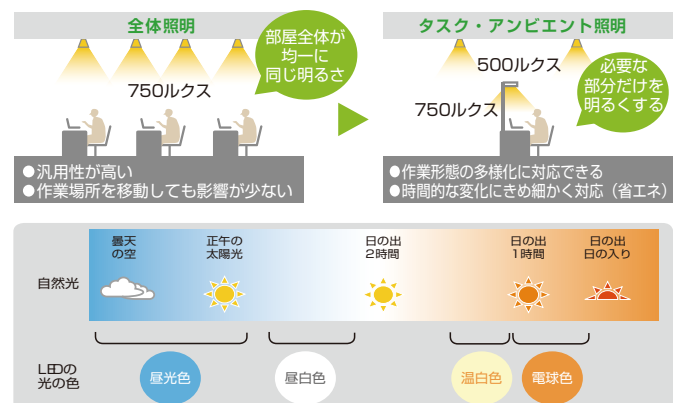 全体照明
部屋全体が
均一に
同じ明るさ
750ルクス
●汎用性が高い
●作業場所を移動しても影響が少ない
タスク・アンビエント照明
500ルクス
750ルクス
必要な
部分だけを
明るくする
●作業形態の多様化に対応できる
●時間的な変化にきめ細かく対応（省エネ）
曇天
の空
正午の
太陽光
日の出
2時間
日の出
1時間
日の出
日の入り
自然光
LEDの
光の色
昼光色
昼白色
温白色
電球色